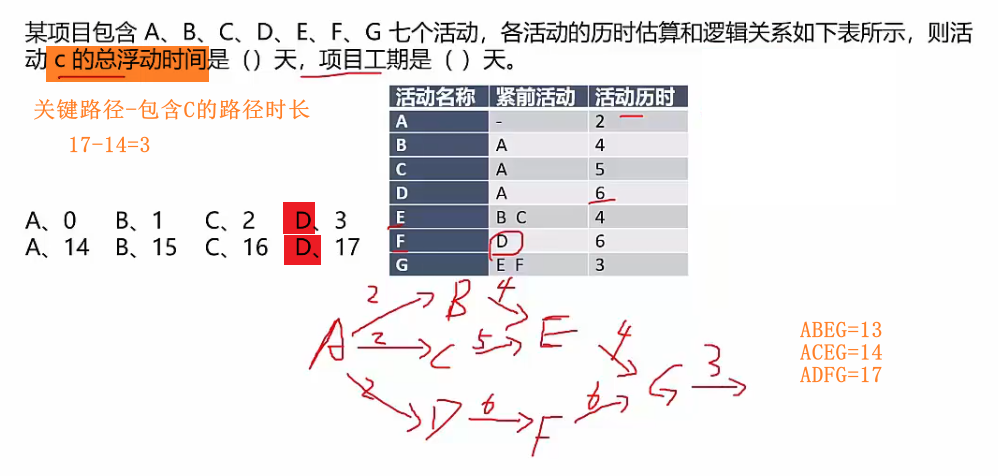 某项目包含 A、B、C、D、E、F、G 七个活动，各活动的历时估算和逻辑关系如下表所示，则活
动 c 的总浮动时间是（）天，项目工期是（ ）天。
关键路径-包含C的路径时长
17-14=3
活动名称 紧前活动 活动历时
A - 2
B A 4
C A 5
D A 6
E B C 4
F D 6
G E F 3
A、0 B、1 C、2 D、3
A、14 B、15 C、16 D、17
2 B 4
A 2 C 5 E 4
2 D 6 F 6 G 3
ABEG=13
ACEG=14
ADFG=17